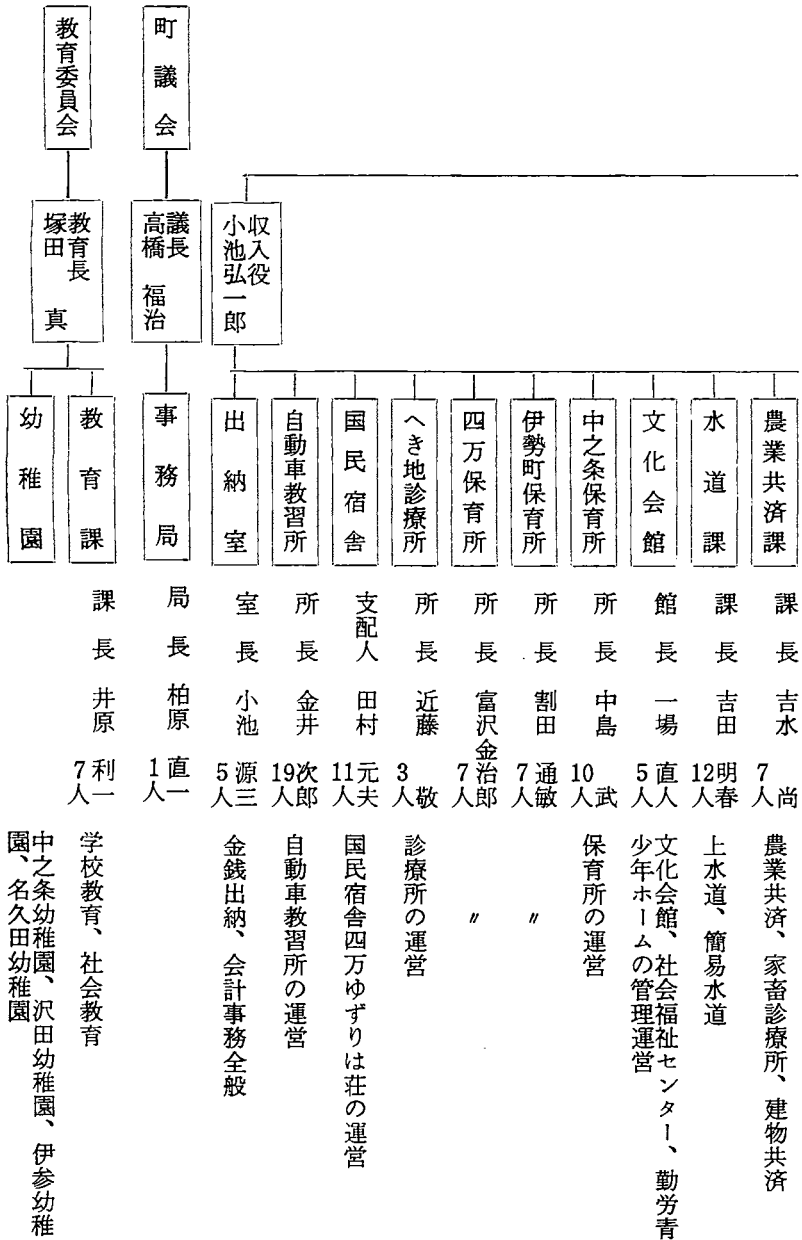 農業共済課 課長 吉水 尚 7人 農業共済、家畜診療所、建物共済
水道課 課長 吉田 明春 12人 上水道、簡易水道
文化会館 館長 一場 直人 5人 文化会館、社会福祉センター、勤労青
少年ホームの管理運営
中之条保育所 所長 中島 武 10人 保育所の運営
伊勢町保育所 所長 割田 通敏 7人 〃
四万保育所 所長 富沢金治郎 7人 〃
へき地診療所 所長 近藤 敬 3人 診療所の運営
国民宿舎 支配人 田村 元夫 11人 国民宿舎四万ゆずりは荘の運営
自動車教習所 所長 金井 次郎 19人 自動車教習所の運営
収入役
小池弘一郎
出納室 室長 小池 源三 5人 金銭出納、会計事務全般
町議会
議長
高橋 福治
事務局 局長 柏原 直一 1人
教育委員会
教育長
塚田 真
教育課 課長 井原 利一 7人 学校教育、社会教育
幼稚園 中之条幼稚園、沢田幼稚園、伊参幼稚
園、名久田幼稚園